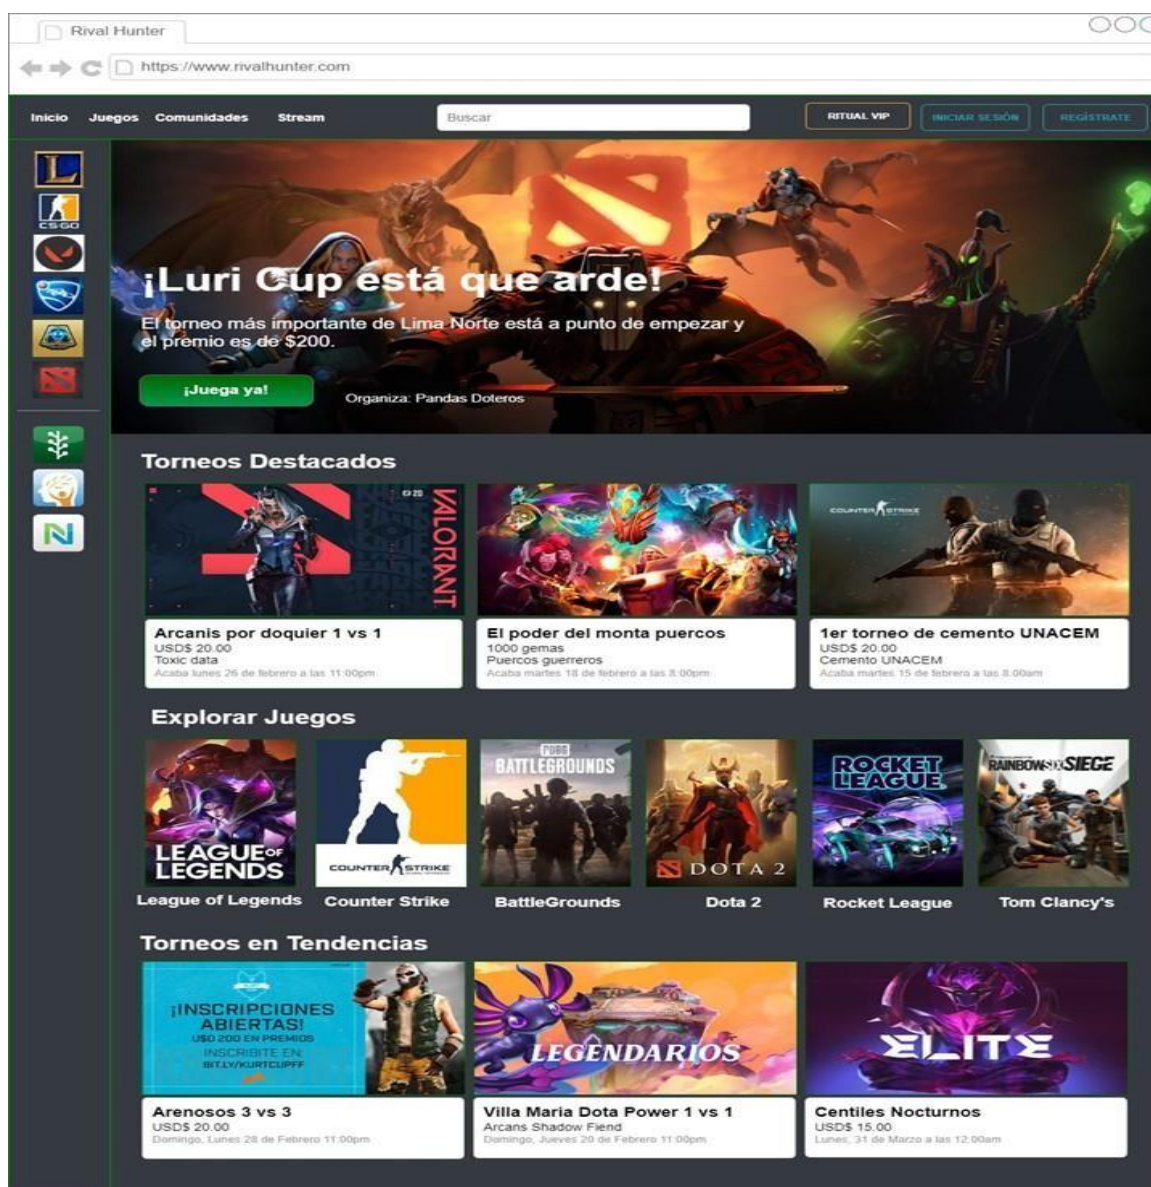 Rival Hunter
https://www.rivalhunter.com
Inicio Juegos Comunidades Stream Buscar RITUAL VIP INICIAR SESIÓN REGÍSTRATE
L
CS:GO
¡Luri Cup está que arde!
El torneo más importante de Lima Norte está a punto de empezar y
el premio es de $200.
¡Juega ya! Organiza: Pandas Doteros
N
Torneos Destacados
VALORANT
COUNTER STRIKE
Arcanis por doquier 1 vs 1
USD$ 20.00
Toxic data
Acaba lunes 26 de febrero a las 11:00pm
El poder del monta puercos
1000 gemas
Puercos guerreros
Acaba martes 18 de febrero a las 8:00pm
1er torneo de cemento UNACEM
USD$ 20.00
Cemento UNACEM
Acaba martes 15 de febrero a las 8:00am
Explorar Juegos
LEAGUE OF
LEGENDS
COUNTER STRIKE
PUBG
BATTLEGROUNDS
DOTA 2
ROCKET
LEAGUE
RAINBOW SIX SIEGE
League of Legends Counter Strike BattleGrounds Dota 2 Rocket League Tom Clancy's
Torneos en Tendencias
¡INSCRIPCIONES
ABIERTAS!
U$D 200 EN PREMIOS
INSCRIBITE EN:
BIT.LY/KURTCUPFF
LEGENDARIOS
ELITE
Arenosos 3 vs 3
USD$ 20.00
Domingo, Lunes 28 de Febrero 11:00pm
Villa Maria Dota Power 1 vs 1
Arcans Shadow Fiend
Domingo, Jueves 20 de Febrero 11:00pm
Centiles Nocturnos
USD$ 15.00
Lunes, 31 de Marzo a las 12:00am